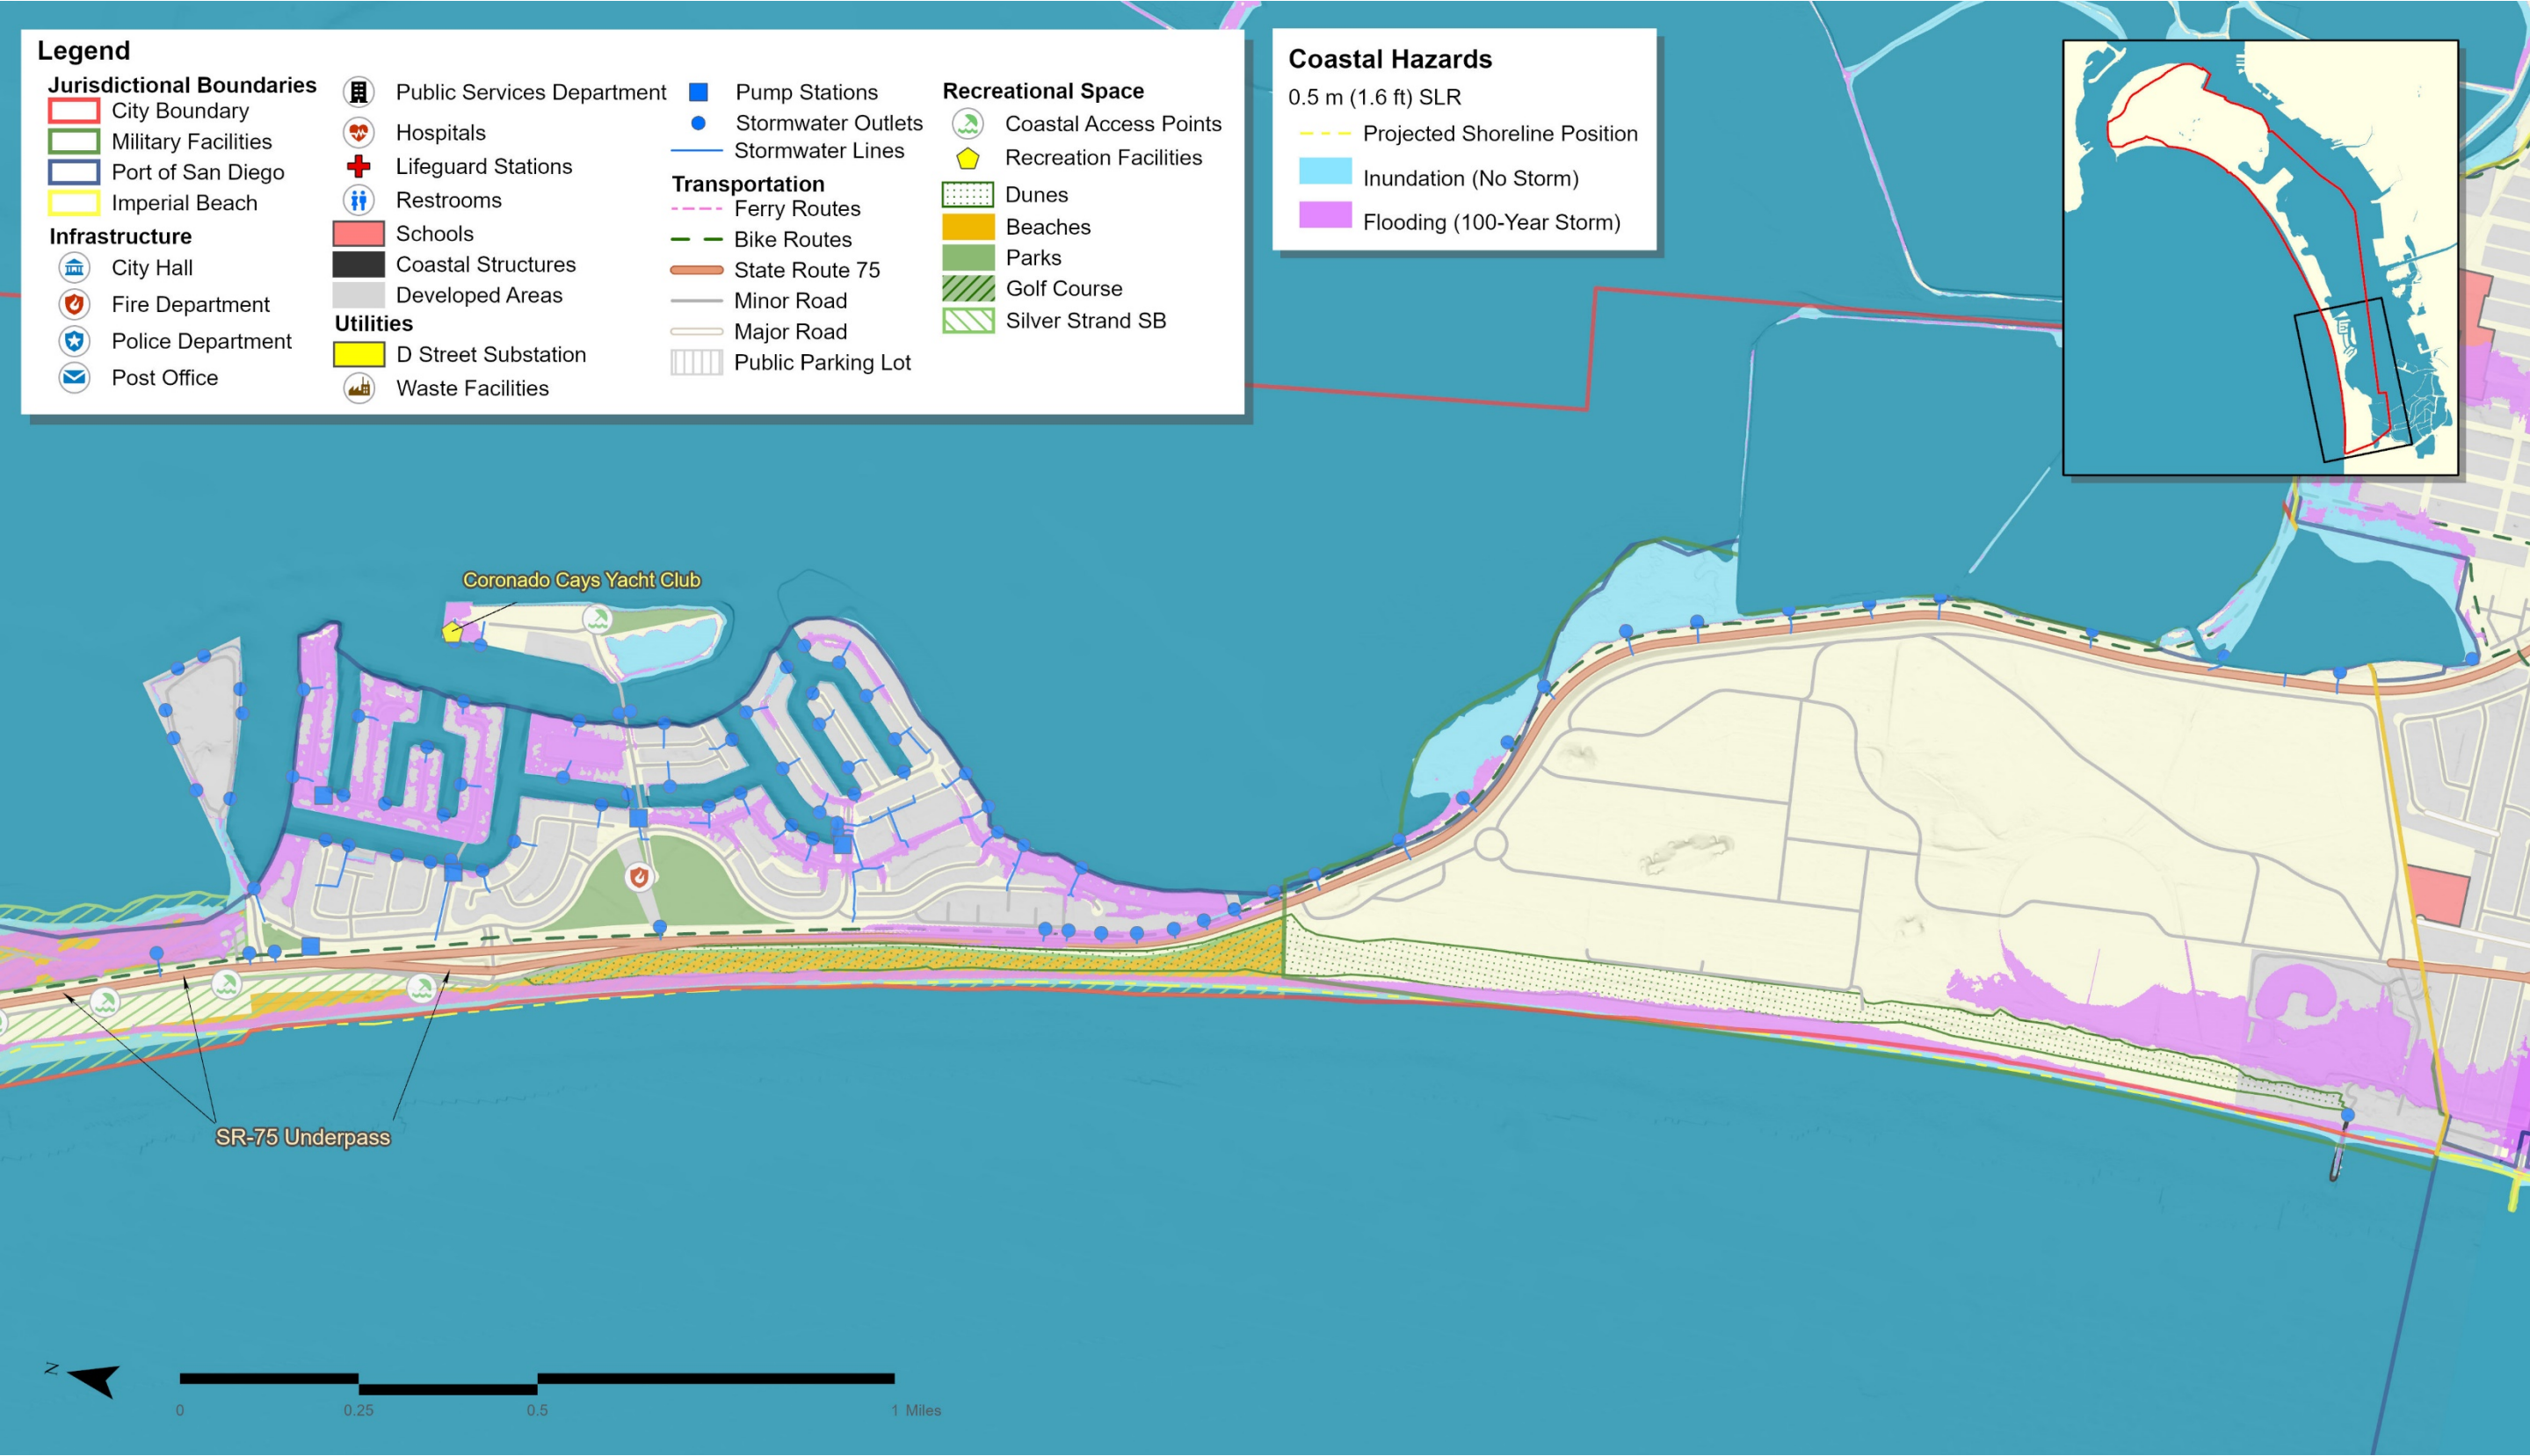 Legend
Jurisdictional Boundaries
City Boundary
Military Facilities
Port of San Diego
Imperial Beach
Infrastructure
City Hall
Fire Department
Police Department
Post Office
Public Services Department
Hospitals
Lifeguard Stations
Restrooms
Schools
Coastal Structures
Developed Areas
Utilities
D Street Substation
Waste Facilities
Pump Stations
Stormwater Outlets
Stormwater Lines
Transportation
Ferry Routes
Bike Routes
State Route 75
Minor Road
Major Road
Public Parking Lot
Recreational Space
Coastal Access Points
Recreation Facilities
Dunes
Beaches
Parks
Golf Course
Silver Strand SB
Coastal Hazards
0.5 m (1.6 ft) SLR
Projected Shoreline Position
Inundation (No Storm)
Flooding (100-Year Storm)
Coronado Cays Yacht Club
SR-75 Underpass
N
0 0.25 0.5 1 Miles